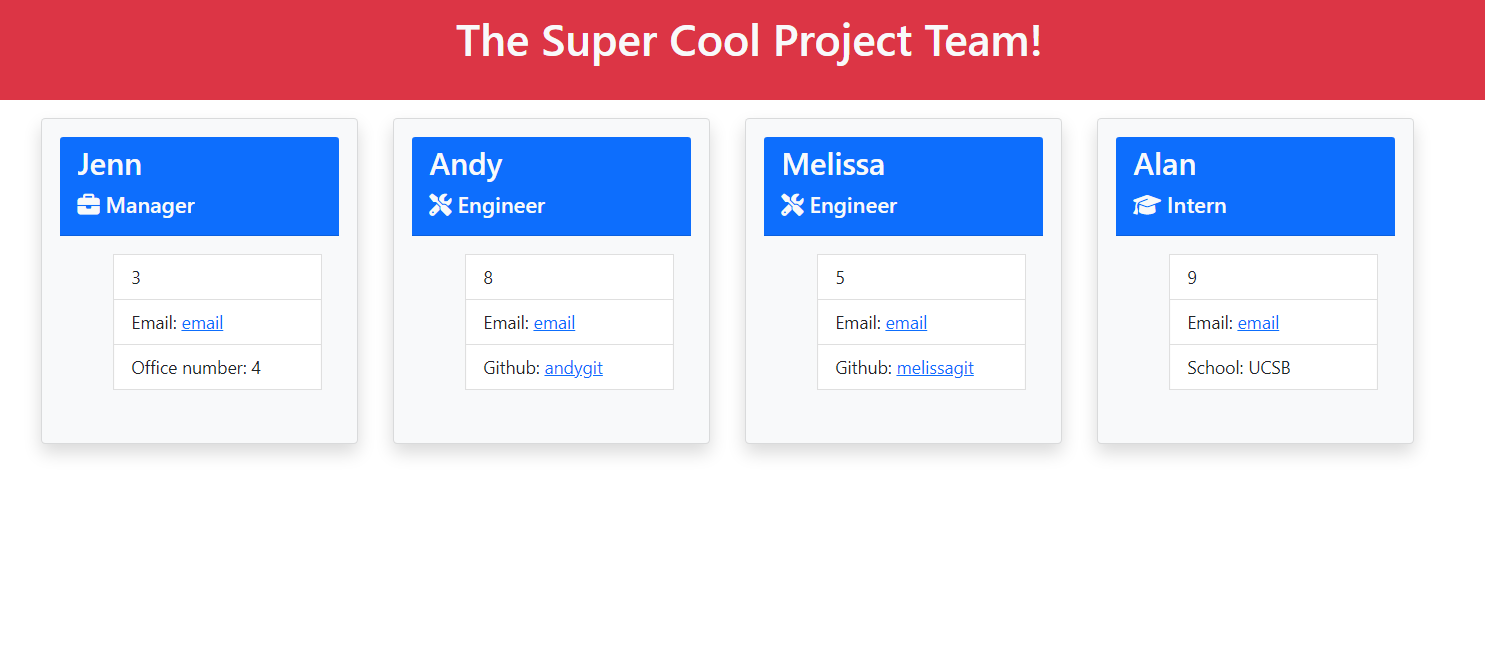 The Super Cool Project Team!
Jenn
Manager
3
Email: email
Office number: 4
Andy
Engineer
8
Email: email
Github: andygit
Melissa
Engineer
5
Email: email
Github: melissagit
Alan
Intern
9
Email: email
School: UCSB